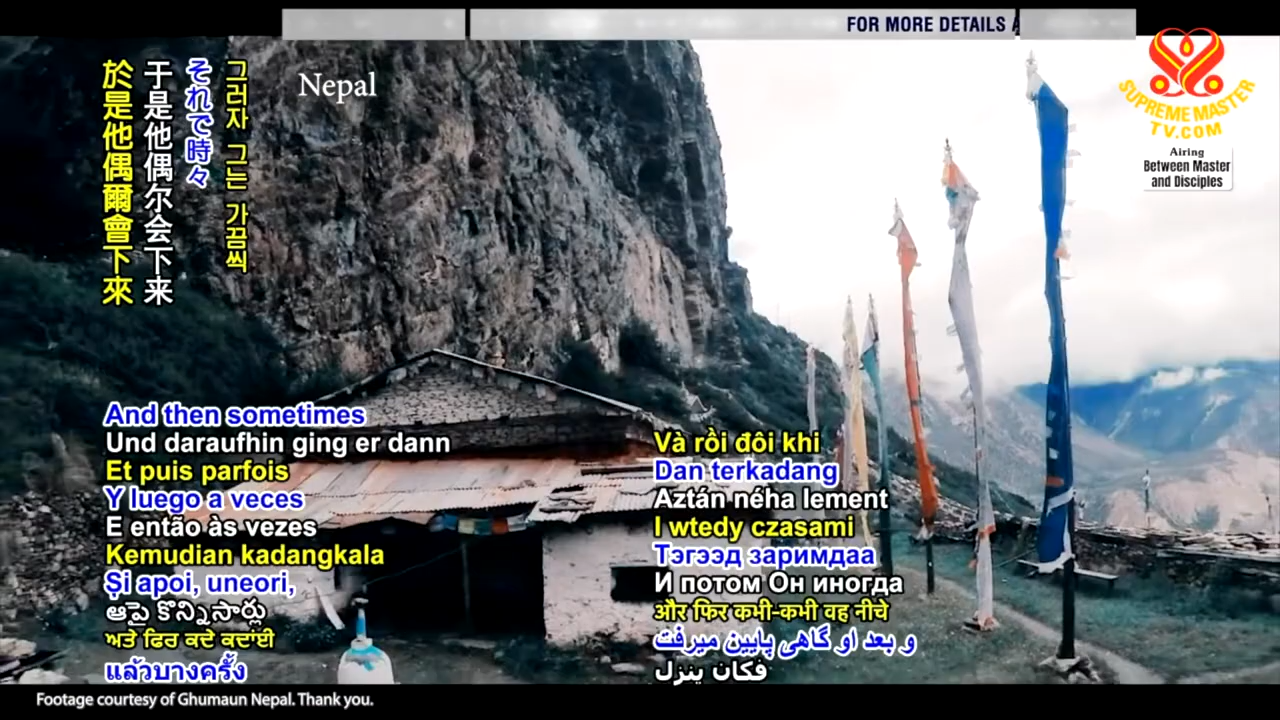 FOR MORE DETAILS
Nepal
SUPREME MASTER
TV.COM
Airing
Between Master
and Disciples
그러자 그는 가끔씩
それで時々
于是他偶尔会下来
於是他偶爾會下來
And then sometimes
Und daraufhin ging er dann
Et puis parfois
Y luego a veces
E então às vezes
Kemudian kadangkala
Și apoi, uneori,
ఆపై కొన్నిసార్లు
ਅਤੇ ਫਿਰ ਕਦੇ ਕਦਾਂਈ
แล้วบางครั้ง
Và rồi đôi khi
Dan terkadang
Aztán néha lement
I wtedy czasami
Тэгээд заримдаа
И потом Он иногда
और फिर कभी-कभी वह नीचे
و بعد او گاهی پایین میرفت
فكان ينزل
Footage courtesy of Ghumaun Nepal. Thank you.